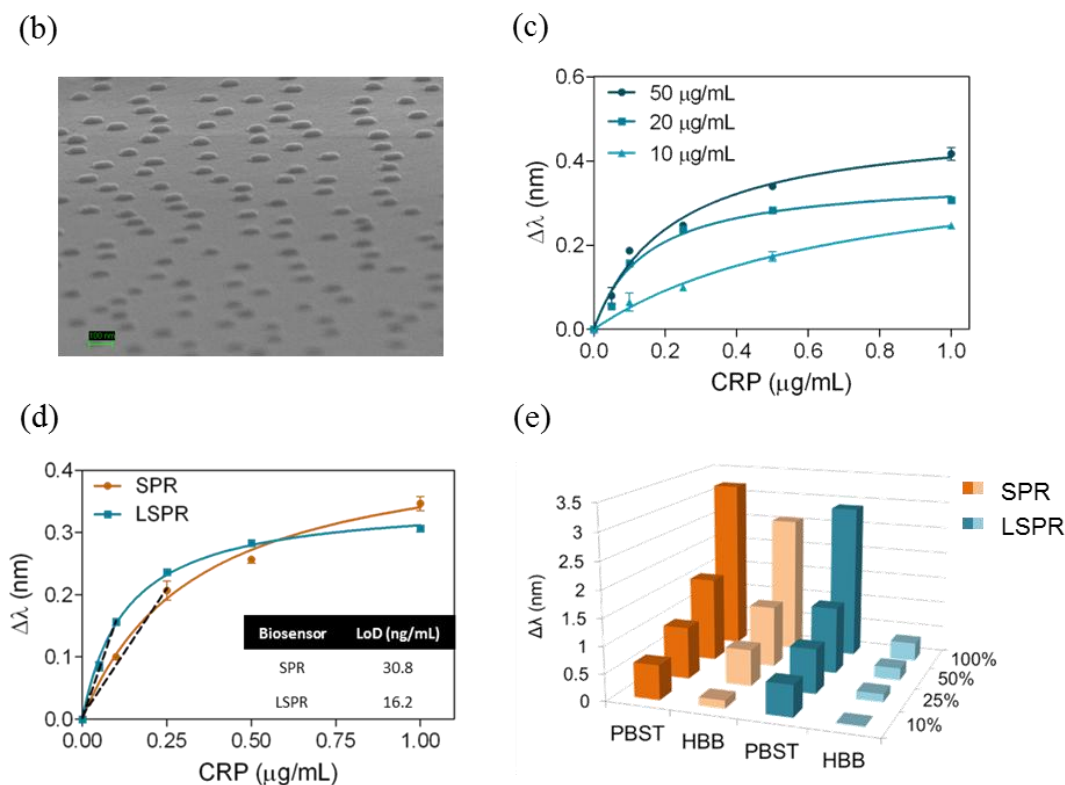 (b)
100 nm
(c)
0.6
0.4
0.2
0.0
Δλ (nm)
50 μg/mL
20 μg/mL
10 μg/mL
0.0 0.2 0.4 0.6 0.8 1.0
CRP (μg/mL)
(d)
0.4
0.3
0.2
0.1
0.0
Δλ (nm)
SPR
LSPR
Biosensor LoD (ng/mL)
SPR 30.8
LSPR 16.2
0.00 0.25 0.50 0.75 1.00
CRP (μg/mL)
(e)
3.5
3
2.5
2
1.5
1
0.5
0
Δλ (nm)
SPR
LSPR
100%
50%
25%
10%
PBST HBB PBST HBB